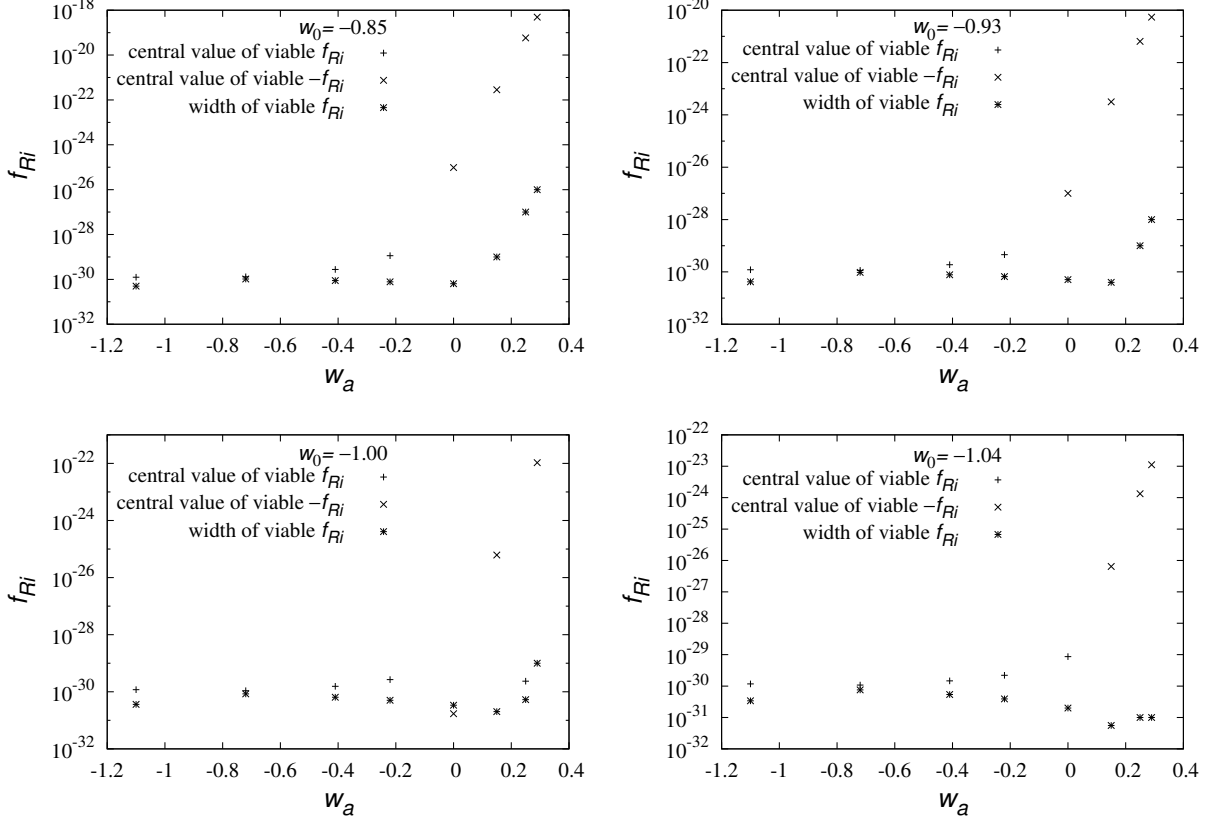 w0= −0.85
central value of viable fRi
central value of viable −fRi
width of viable fRi
10-18
10-20
10-22
10-24
10-26
10-28
10-30
10-32
fRi
-1.2 -1 -0.8 -0.6 -0.4 -0.2 0 0.2 0.4
wa
w0= −0.93
central value of viable fRi
central value of viable −fRi
width of viable fRi
10-20
10-22
10-24
10-26
10-28
10-30
10-32
fRi
-1.2 -1 -0.8 -0.6 -0.4 -0.2 0 0.2 0.4
wa
w0= −1.00
central value of viable fRi
central value of viable −fRi
width of viable fRi
10-22
10-24
10-26
10-28
10-30
10-32
fRi
-1.2 -1 -0.8 -0.6 -0.4 -0.2 0 0.2 0.4
wa
w0= −1.04
central value of viable fRi
central value of viable −fRi
width of viable fRi
10-22
10-23
10-24
10-25
10-26
10-27
10-28
10-29
10-30
10-31
10-32
fRi
-1.2 -1 -0.8 -0.6 -0.4 -0.2 0 0.2 0.4
wa